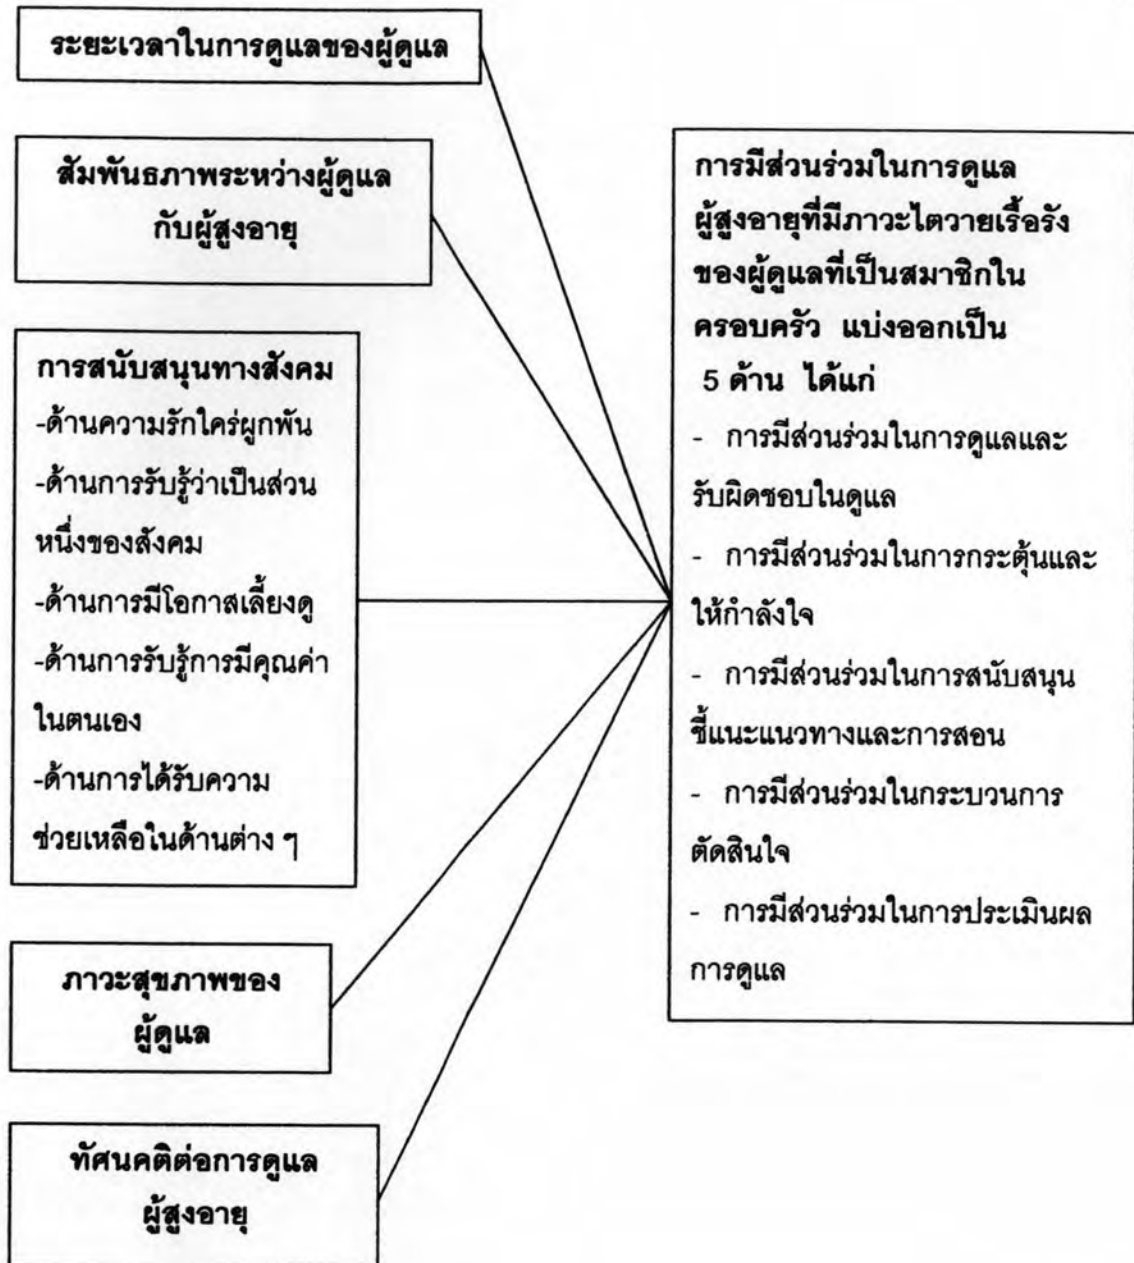 ระยะเวลาในการดูแลของผู้ดูแล
สัมพันธภาพระหว่างผู้ดูแล
กับผู้สูงอายุ
การสนับสนุนทางสังคม
-ด้านความรักใคร่ผูกพัน
-ด้านการรับรู้ว่าเป็นส่วน
หนึ่งของสังคม
-ด้านการมีโอกาสเลี้ยงดู
-ด้านการรับรู้การมีคุณค่า
ในตนเอง
-ด้านการได้รับความ
ช่วยเหลือในด้านต่าง ๆ
ภาวะสุขภาพของ
ผู้ดูแล
ทัศนคติต่อการดูแล
ผู้สูงอายุ
การมีส่วนร่วมในการดูแล
ผู้สูงอายุที่มีภาวะไตวายเรื้อรัง
ของผู้ดูแลที่เป็นสมาชิกใน
ครอบครัว แบ่งออกเป็น
5 ด้าน ได้แก่
- การมีส่วนร่วมในการดูแลและ
รับผิดชอบในดูแล
- การมีส่วนร่วมในการกระตุ้นและ
ให้กำลังใจ
- การมีส่วนร่วมในการสนับสนุน
ชี้แนะแนวทางและการสอน
- การมีส่วนร่วมในกระบวนการ
ตัดสินใจ
- การมีส่วนร่วมในการประเมินผล
การดูแล